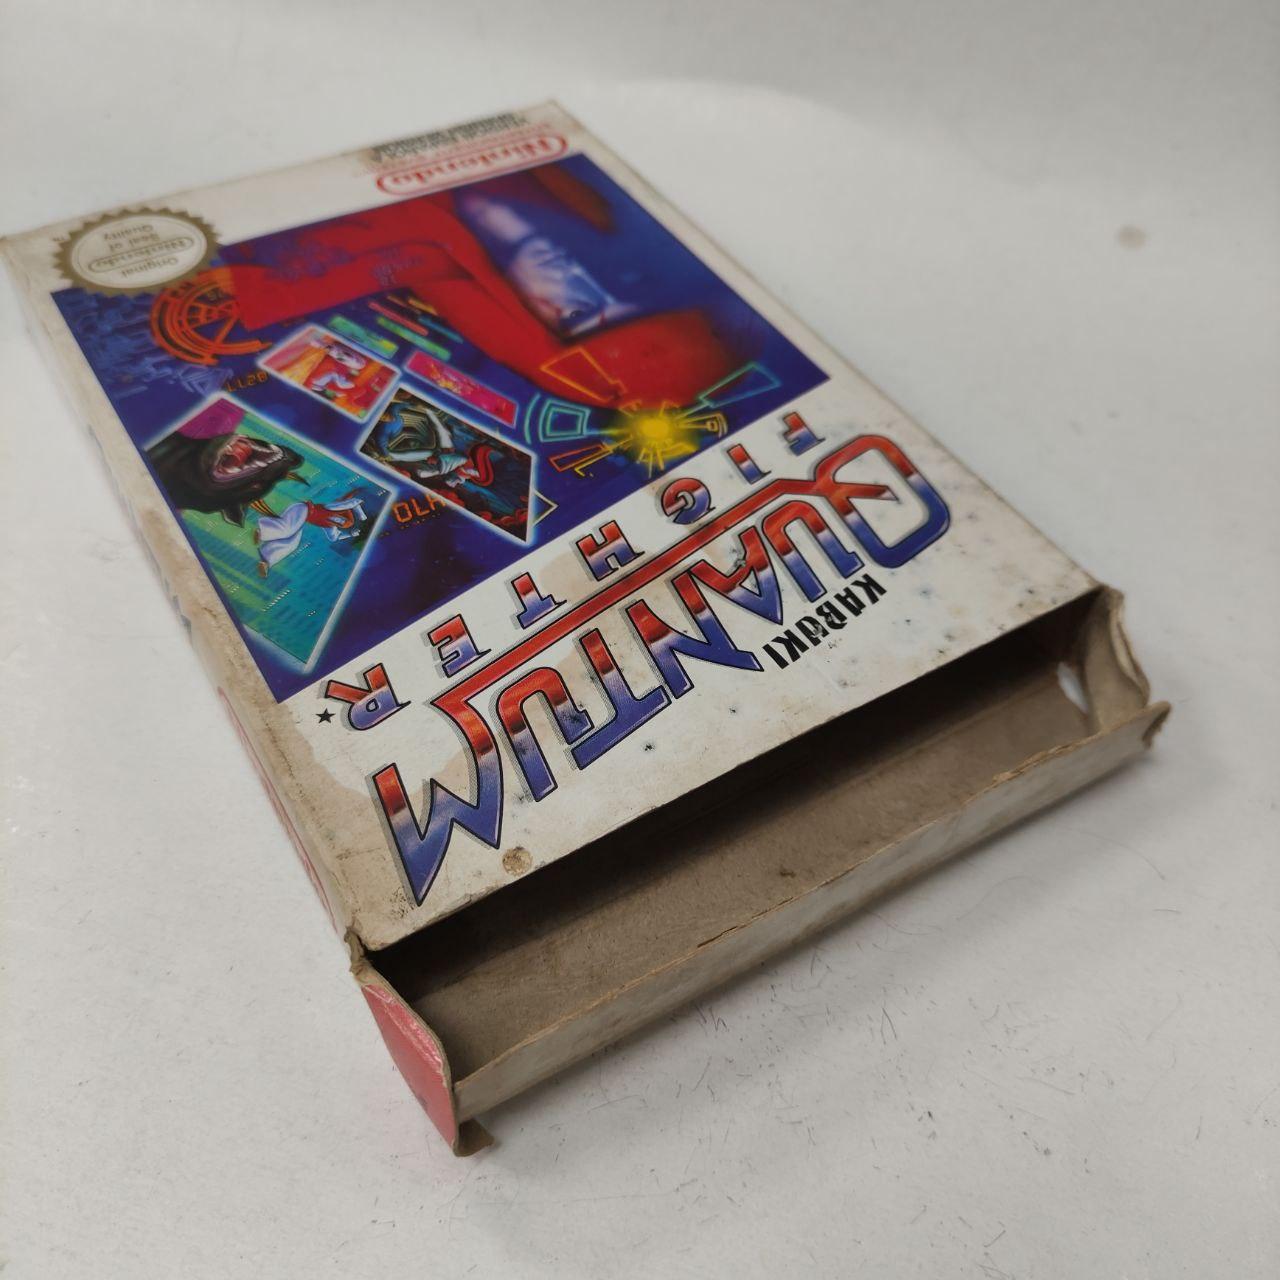 KABUKI
QUANTUM
FIGHTER
Original
Nintendo
Seal of
Quality
Nintendo